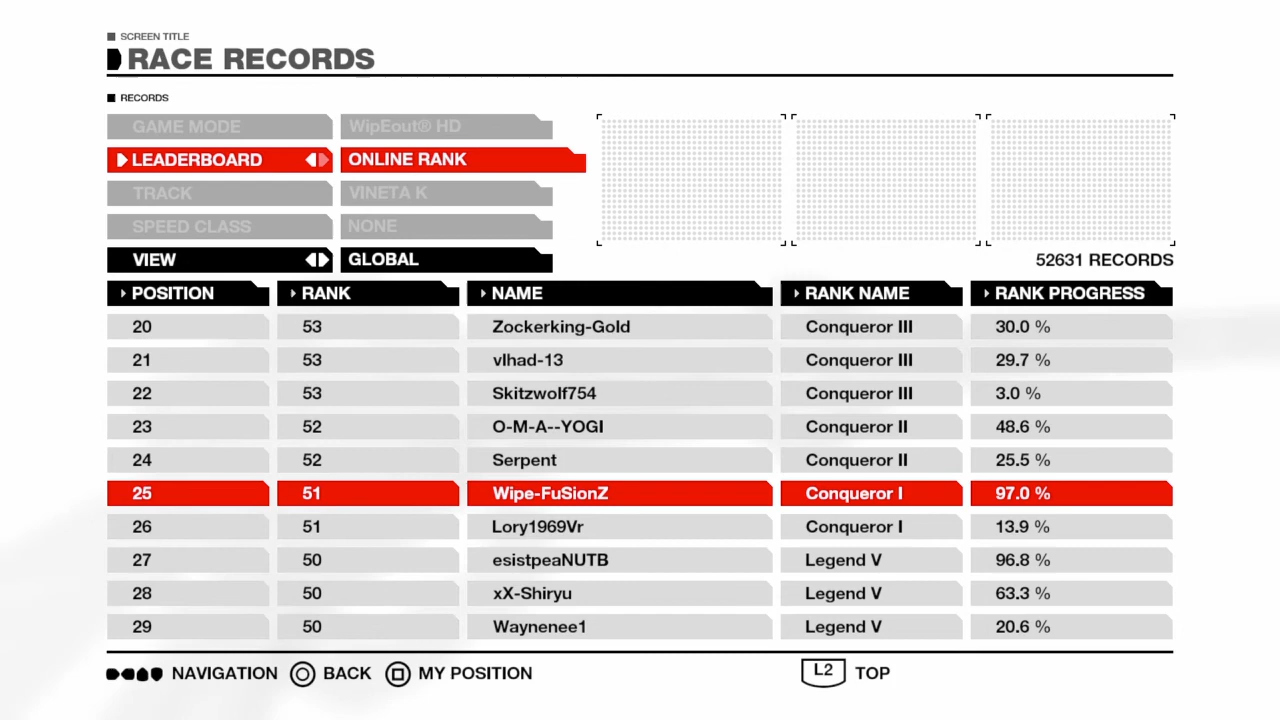 SCREEN TITLE
RACE RECORDS
RECORDS
GAME MODE WipEout® HD
LEADERBOARD ONLINE RANK
TRACK VINETA K
SPEED CLASS NONE
VIEW GLOBAL
52631 RECORDS
POSITION RANK NAME RANK NAME RANK PROGRESS
20 53 Zockerking-Gold Conqueror III 30.0 %
21 53 vlhad-13 Conqueror III 29.7 %
22 53 Skitzwolf754 Conqueror III 3.0 %
23 52 O-M-A--YOGI Conqueror II 48.6 %
24 52 Serpent Conqueror II 25.5 %
25 51 Wipe-FuSionZ Conqueror I 97.0 %
26 51 Lory1969Vr Conqueror I 13.9 %
27 50 esistpeaNUTB Legend V 96.8 %
28 50 xX-Shiryu Legend V 63.3 %
29 50 Waynenee1 Legend V 20.6 %
NAVIGATION BACK MY POSITION L2 TOP